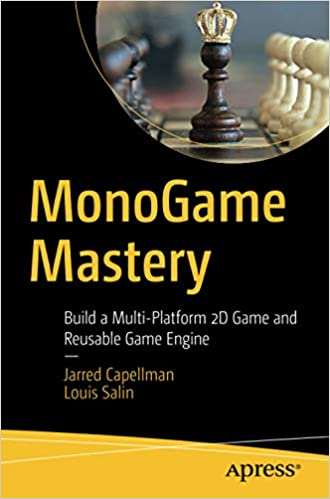 MonoGame
Mastery
Build a Multi-Platform 2D Game and
Reusable Game Engine
Jarred Capellman
Louis Salin
Apress®